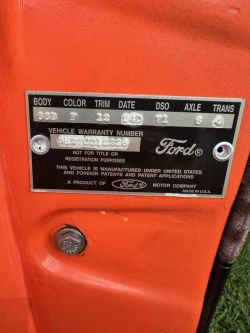 BODY COLOR TRIM DATE DSO AXLE TRANS
71
VEHICLE WARRANTY NUMBER
NOT FOR TITLE OR
REGISTRATION PURPOSES
Ford ®
THIS VEHICLE IS MANUFACTURED UNDER UNITED STATES
AND FOREIGN PATENTS AND PATENT APPLICATIONS
A PRODUCT OF Ford MOTOR COMPANY
MADE IN U.S.A.